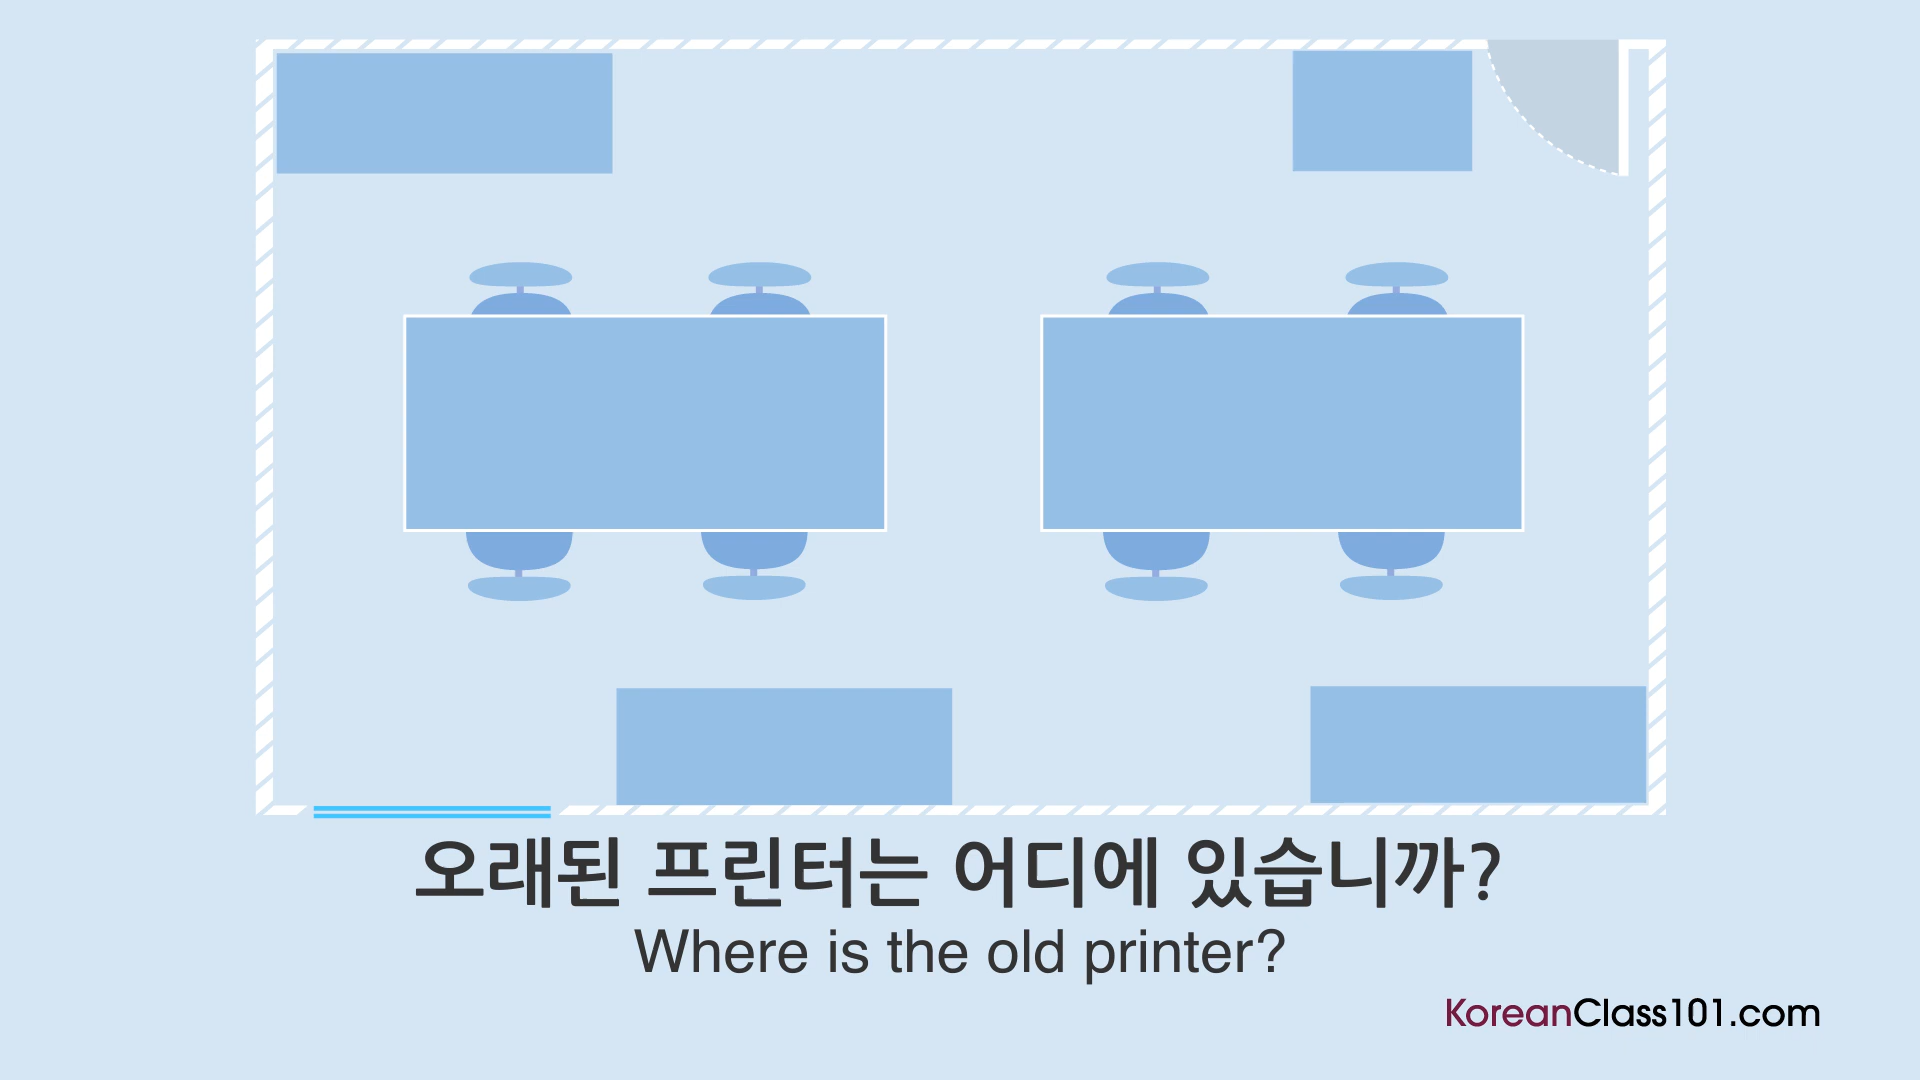 오래된 프린터는 어디에 있습니까?
Where is the old printer?
KoreanClass101.com